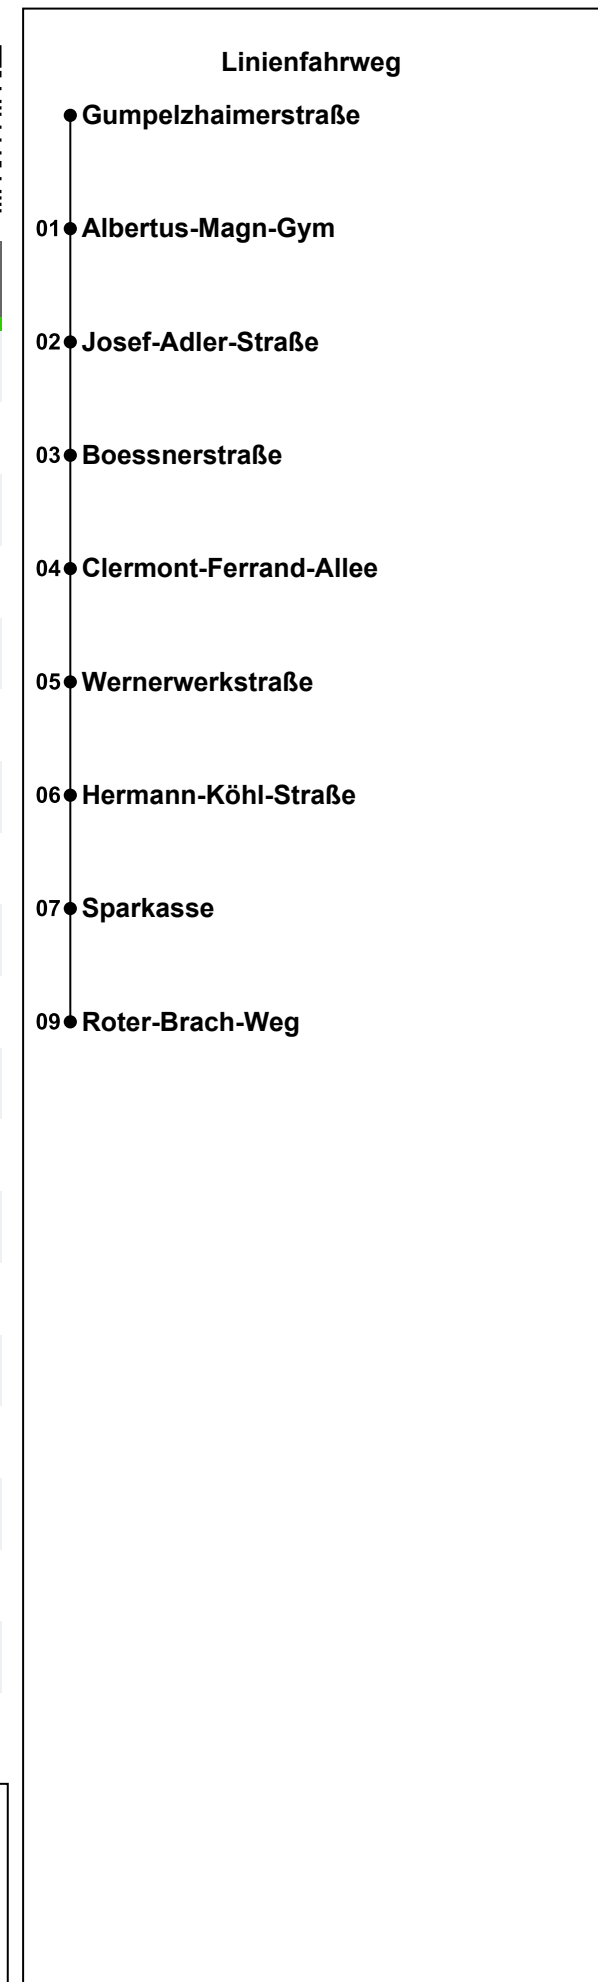 Linienfahrweg
Gumpelzhaimerstraße
01 Albertus-Magn-Gym
02 Josef-Adler-Straße
03 Boessnerstraße
04 Clermont-Ferrand-Allee
05 Wernerwerkstraße
06 Hermann-Köhl-Straße
07 Sparkasse
09 Roter-Brach-Weg